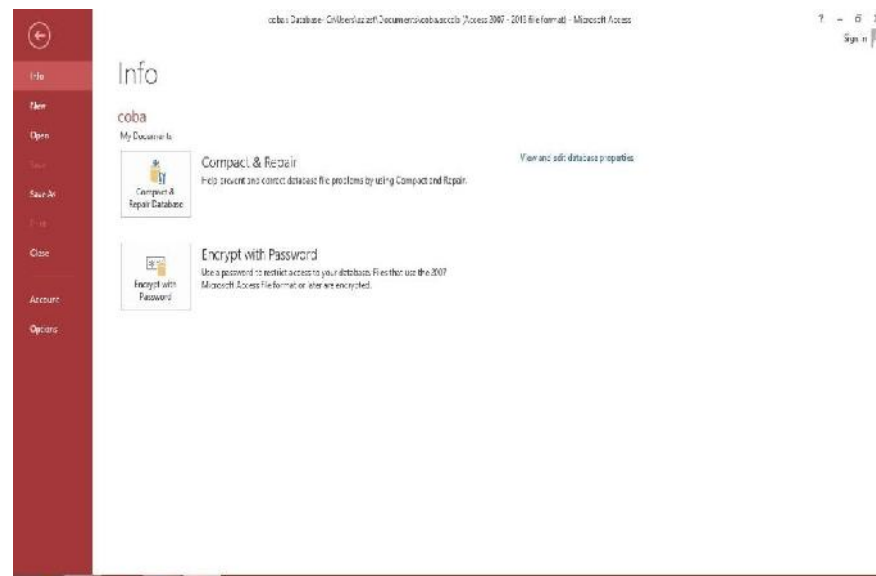 coba : Database- C:\Users\ \Documents\coba.accdb (Access 2007 - 2013 file format) - Microsoft Access
?
Sign in
Info
New
Open
Save
Save As
Print
Close
Account
Options
Info
coba
My Documents
Compact &
Repair Database
Compact & Repair
Help prevent and correct database file problems by using Compact and Repair.
View and edit database properties
Encrypt with
Password
Encrypt with Password
Use a password to restrict access to your database. Files that use the 2007
Microsoft Access file format or later are encrypted.